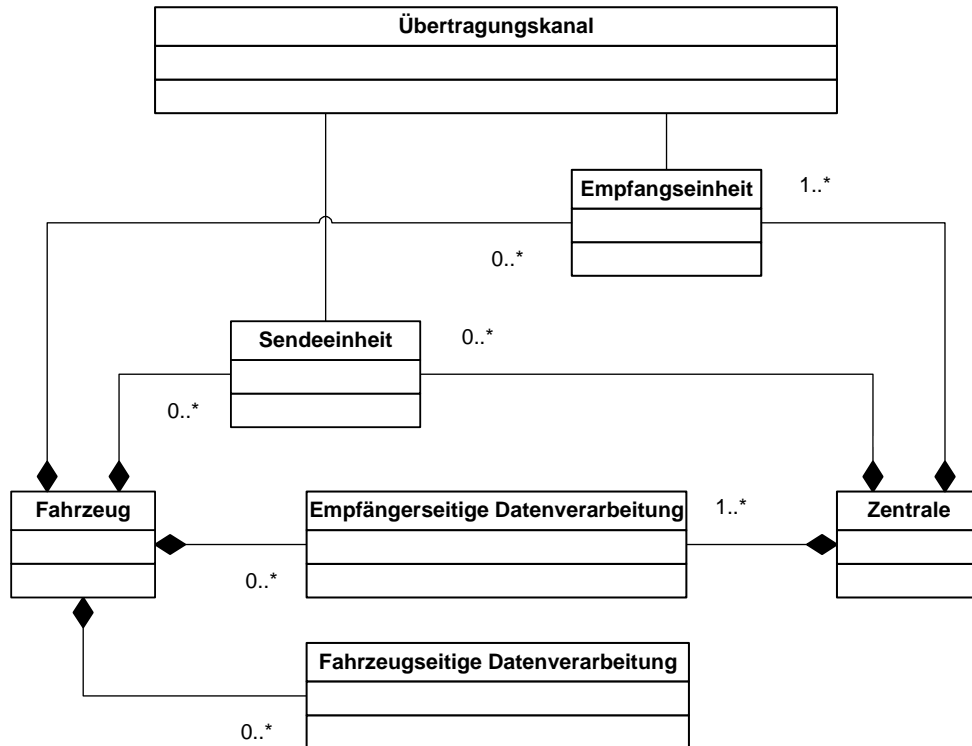 Übertragungskanal
Empfangseinheit
1..*
0..*
Sendeeinheit
0..*
0..*
Fahrzeug
Empfängerseitige Datenverarbeitung
1..*
Zentrale
0..*
Fahrzeugseitige Datenverarbeitung
0..*